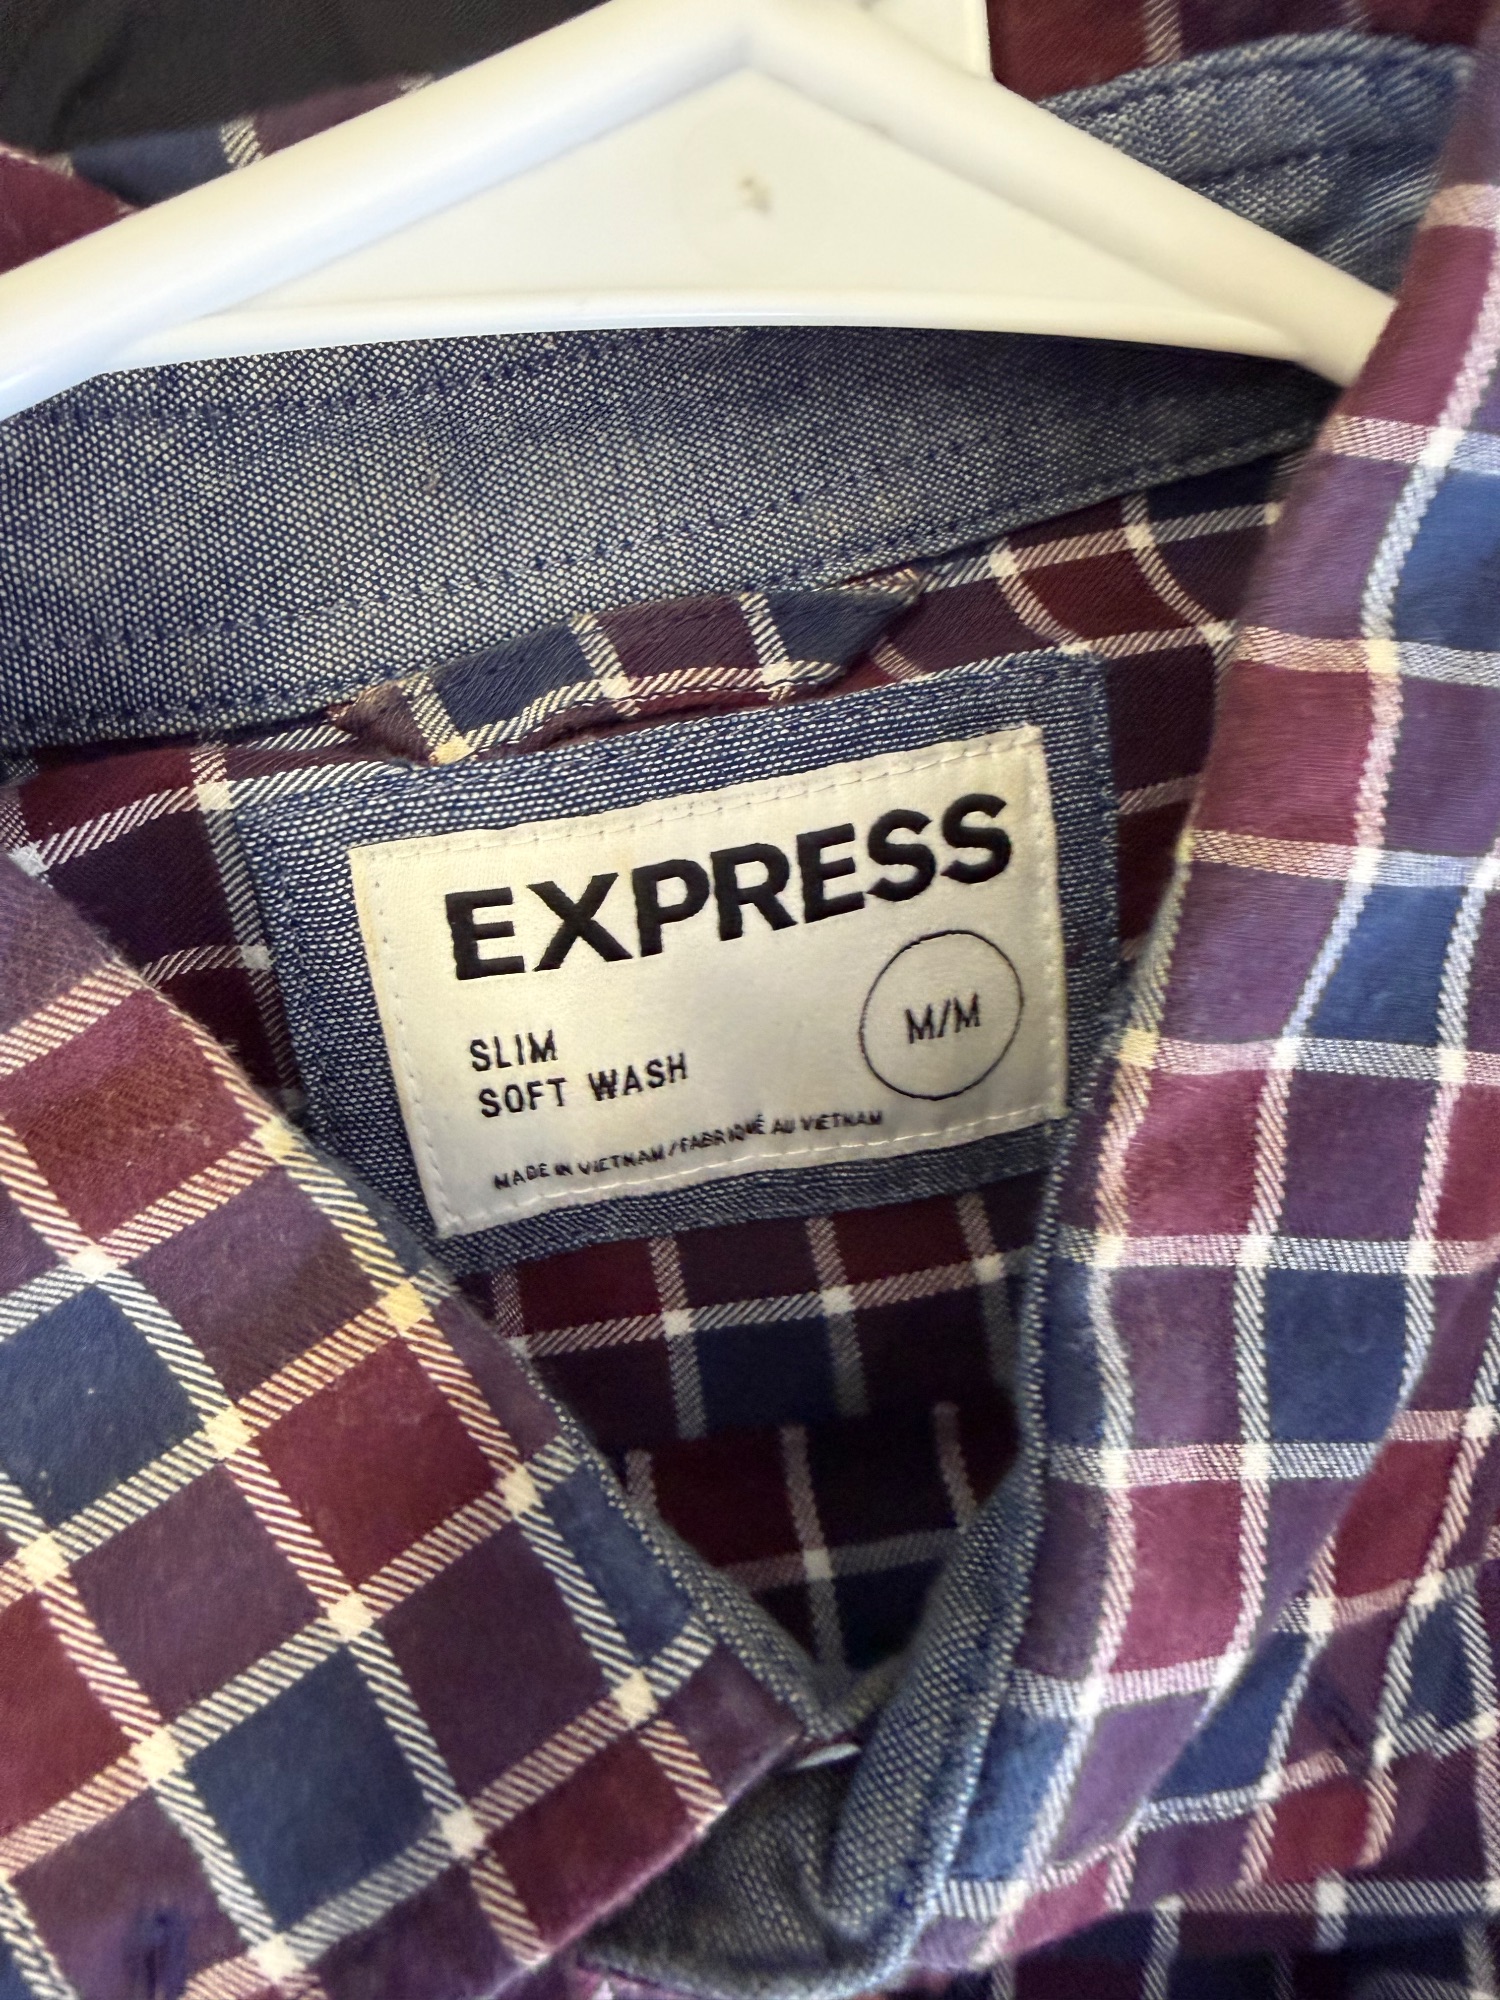 EXPRESS
M/M
SLIM
SOFT WASH
MADE IN VIETNAM / FABRIQUÉ AU VIETNAM